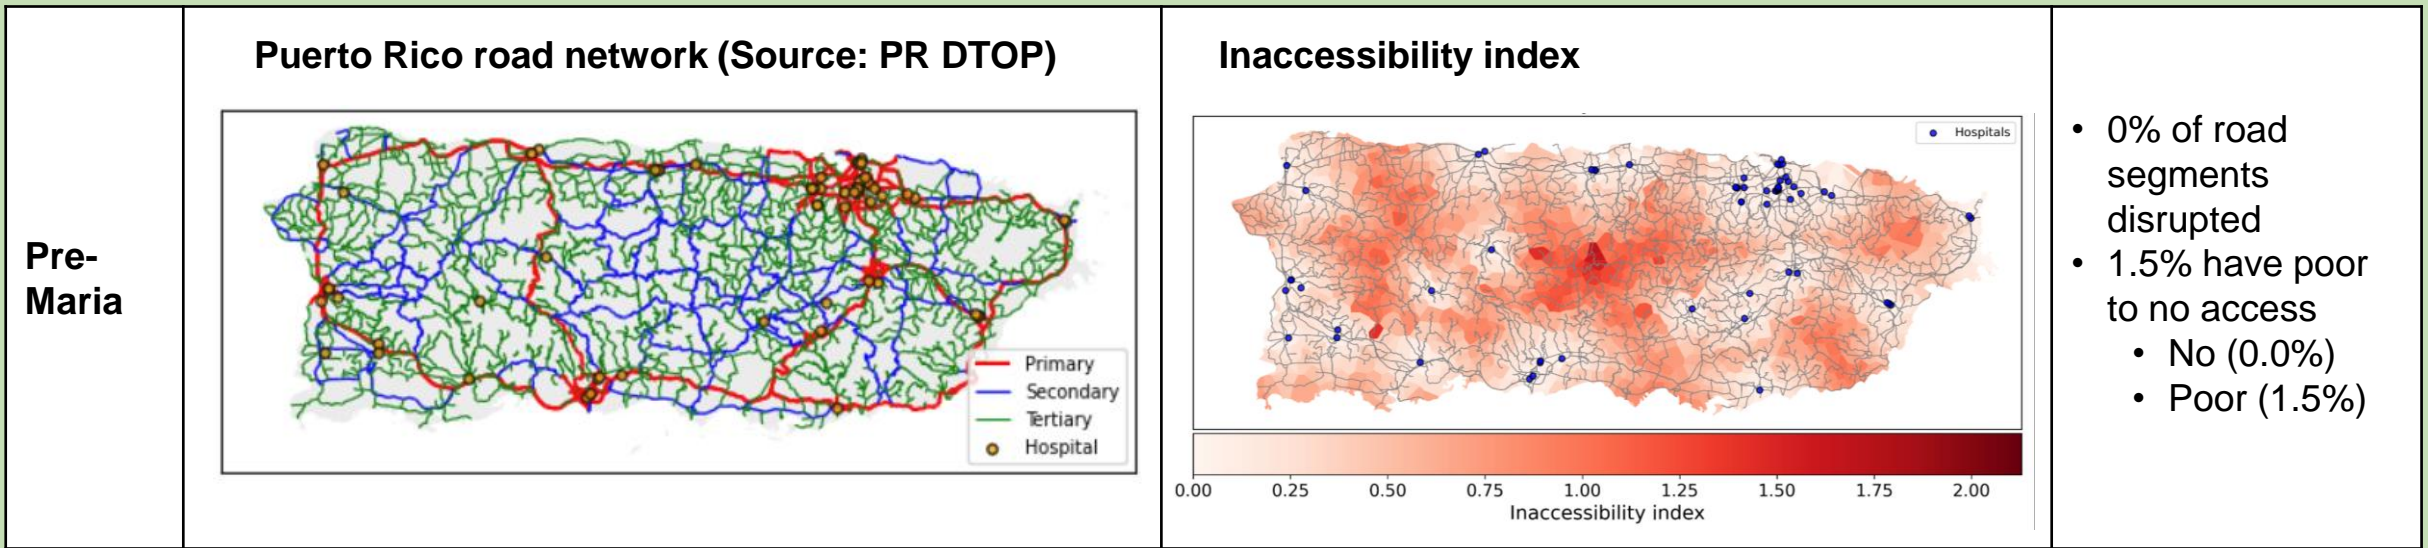 Pre-
Maria
Puerto Rico road network (Source: PR DTOP)
Primary
Secondary
Tertiary
Hospital
Inaccessibility index
Hospitals
0.00 0.25 0.50 0.75 1.00 1.25 1.50 1.75 2.00
Inaccessibility index
• 0% of road
segments
disrupted
• 1.5% have poor
to no access
• No (0.0%)
• Poor (1.5%)